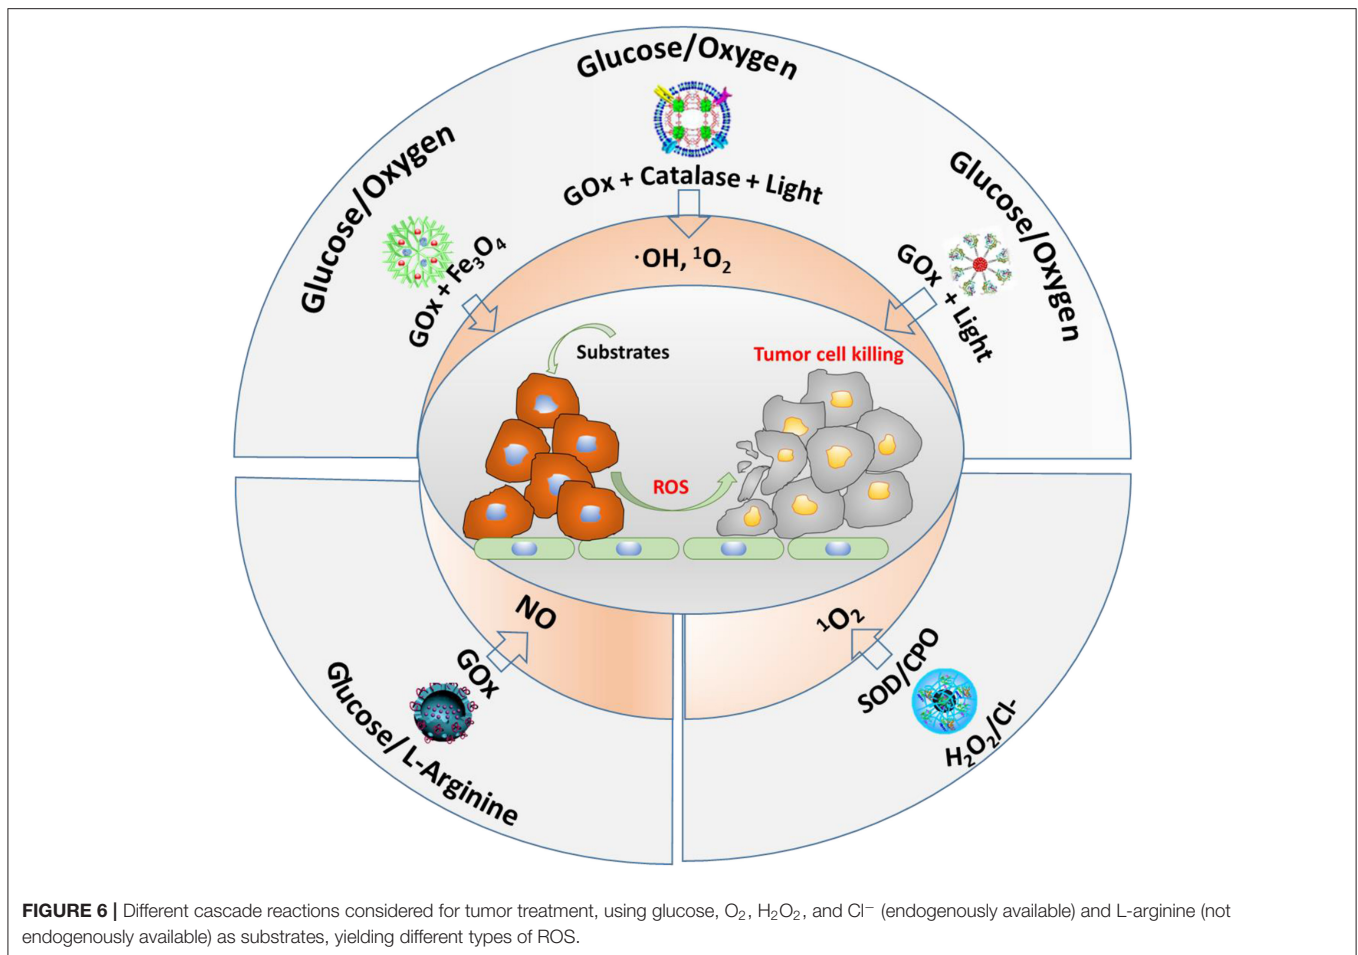 Glucose/Oxygen
GOx + Catalase + Light
Glucose/Oxygen
GOx + Fe₃O₄
Glucose/Oxygen
GOx + Light
·OH, ¹O₂
Substrates
Tumor cell killing
ROS
NO
GOx
Glucose/ L-Arginine
¹O₂
SOD/CPO
H₂O₂/Cl-
FIGURE 6 | Different cascade reactions considered for tumor treatment, using glucose, O₂, H₂O₂, and Cl⁻ (endogenously available) and L-arginine (not
endogenously available) as substrates, yielding different types of ROS.